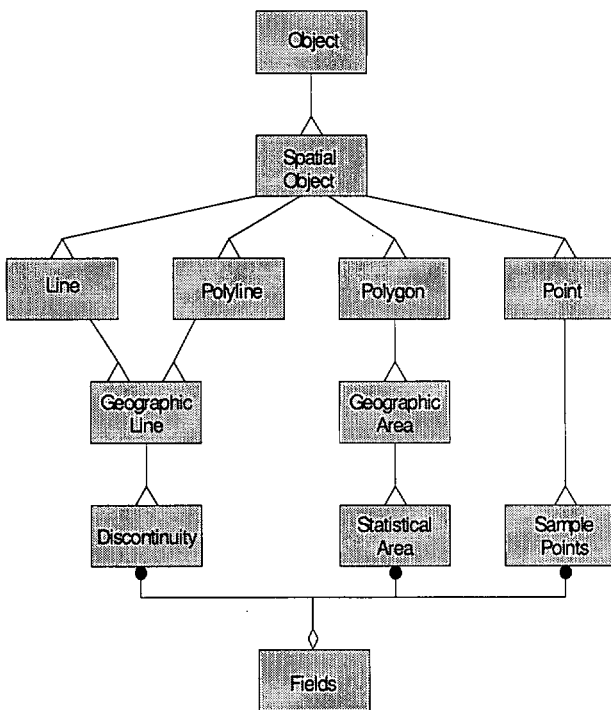 Object
Spatial
Object
Line
Polyline
Polygon
Point
Geographic
Line
Geographic
Area
Discontinuity
Statistical
Area
Sample
Points
Fields